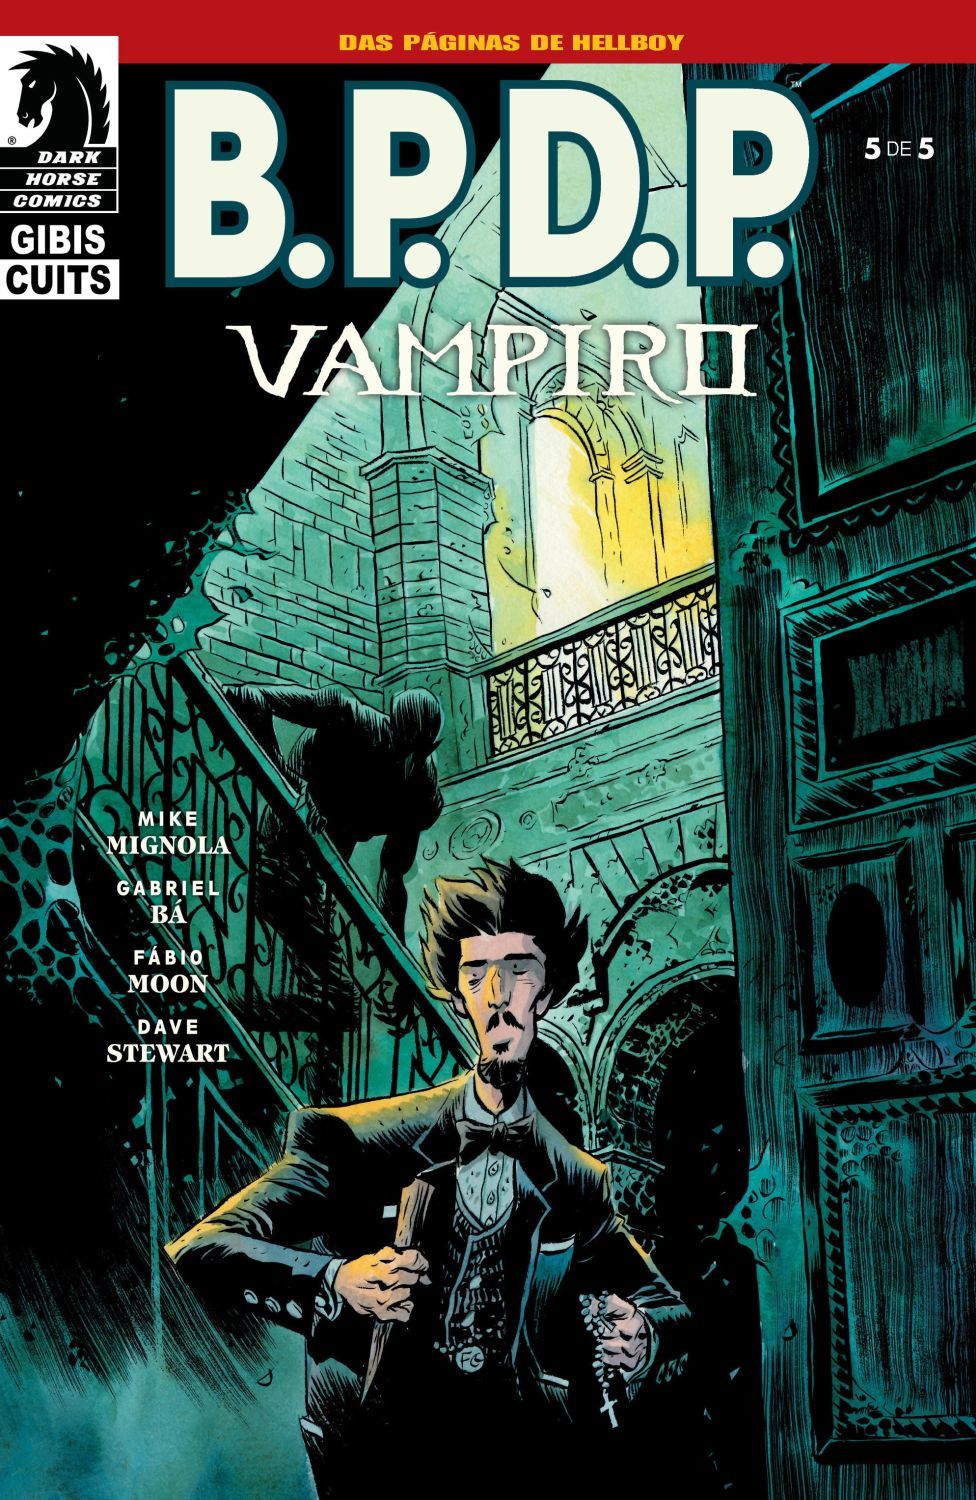 DAS PÁGINAS DE HELLBOY
B.P.D.P.™
5 DE 5
®
DARK
HORSE
COMICS
GIBIS
CUITS
VAMPIRO
MIKE
MIGNOLA
GABRIEL
BÁ
FÁBIO
MOON
DAVE
STEWART